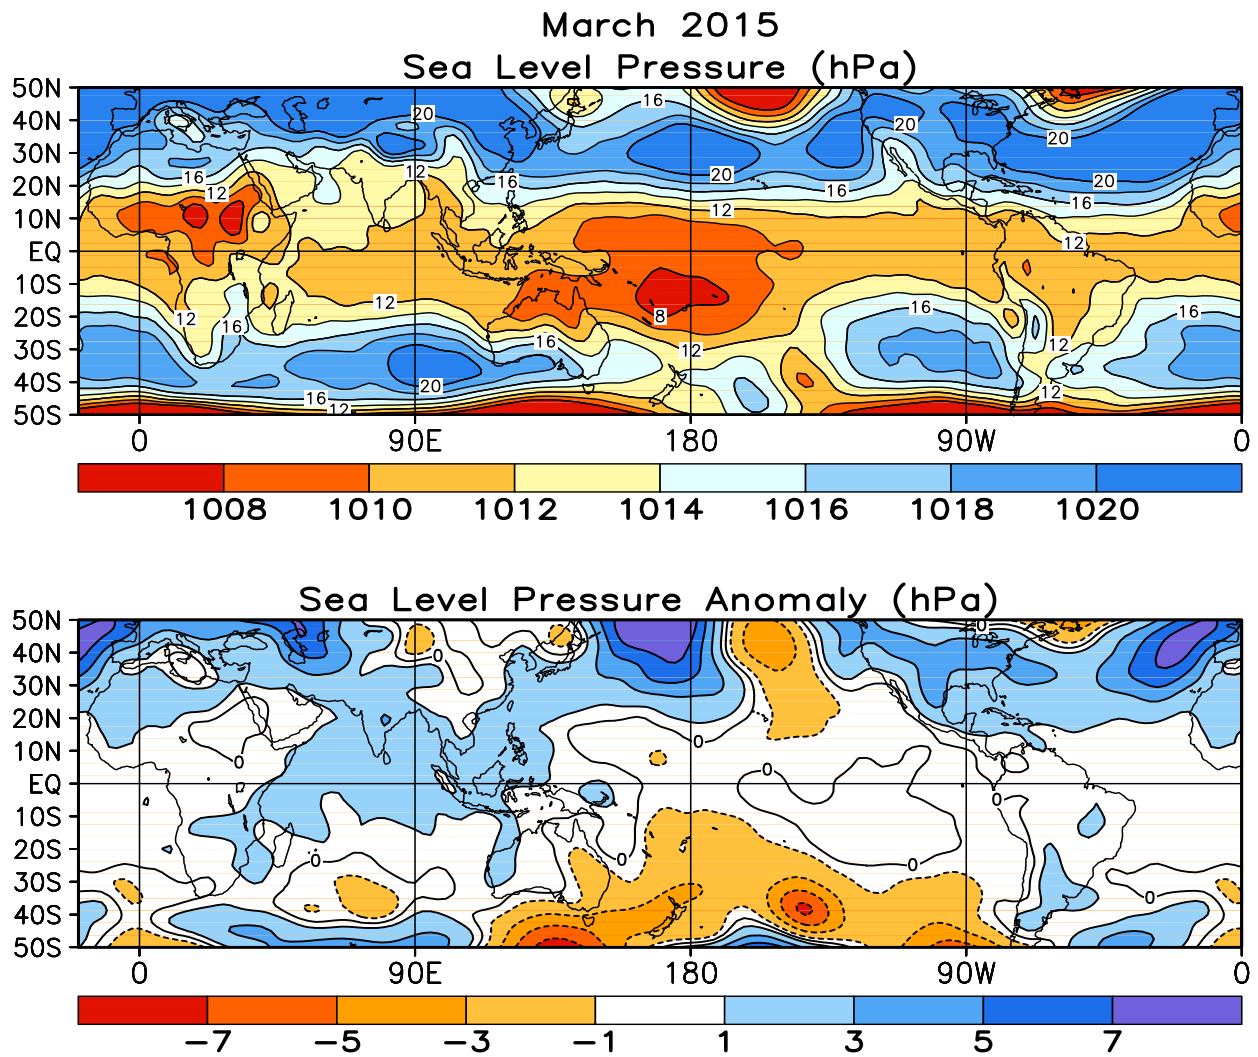 March 2015
Sea Level Pressure (hPa)
50N
40N
30N
20N
10N
EQ
10S
20S
30S
40S
50S
20 16 20 20
12 16 20 20
16 12 16 16
12 12
12 16 16
12 16 8
16 12 12
20 16 12 12
0 90E 180 90W 0
1008 1010 1012 1014 1016 1018 1020
Sea Level Pressure Anomaly (hPa)
50N
40N
30N
20N
10N
EQ
10S
20S
30S
40S
50S
0
0
0
0 0
0
0 0 0
0
0 90E 180 90W 0
−7 −5 −3 −1 1 3 5 7